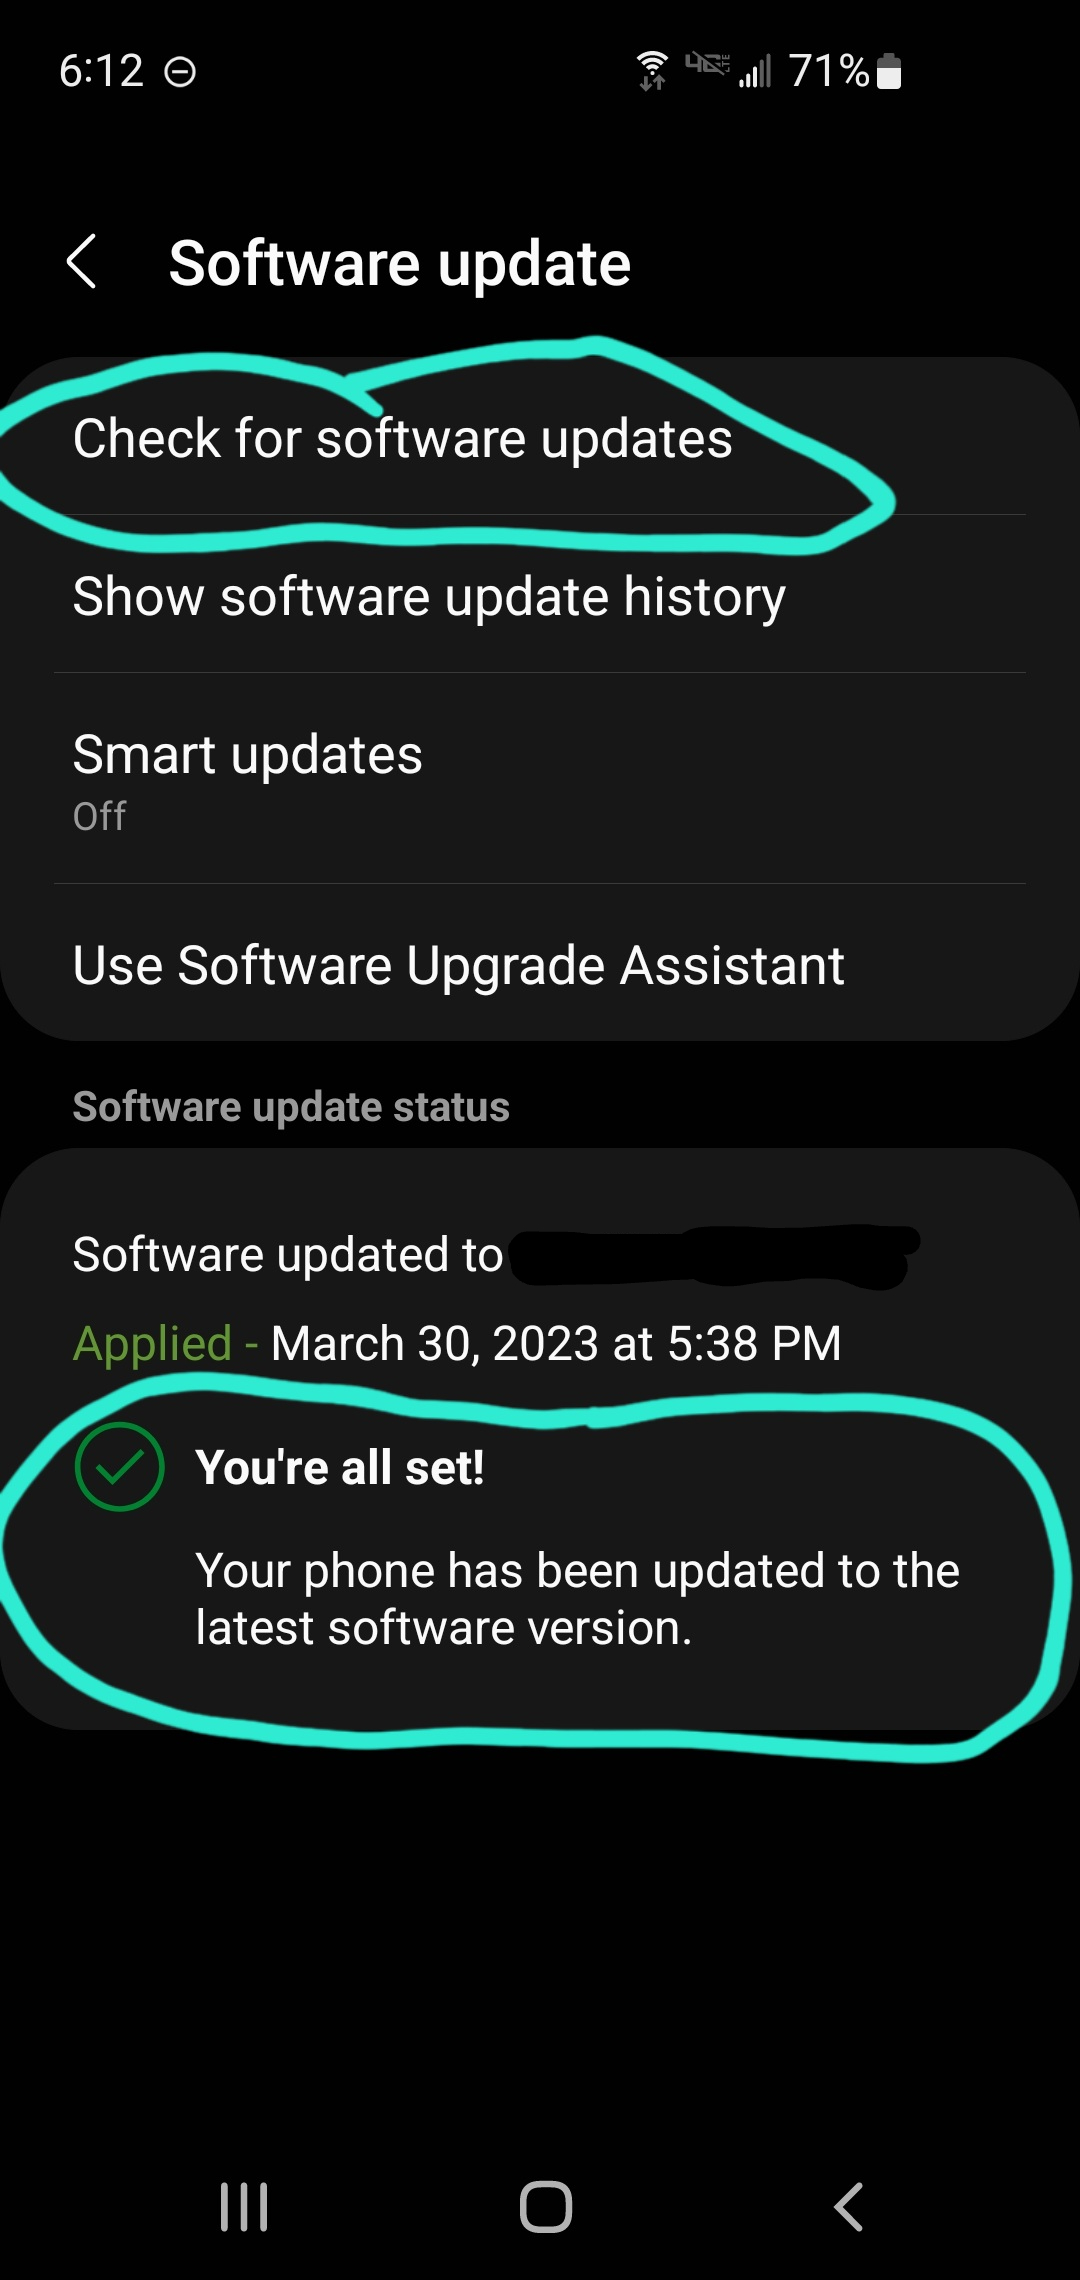 6:12 4G LTE 71%
Software update
Check for software updates
Show software update history
Smart updates
Off
Use Software Upgrade Assistant
Software update status
Software updated to
Applied - March 30, 2023 at 5:38 PM
You're all set!
Your phone has been updated to the
latest software version.